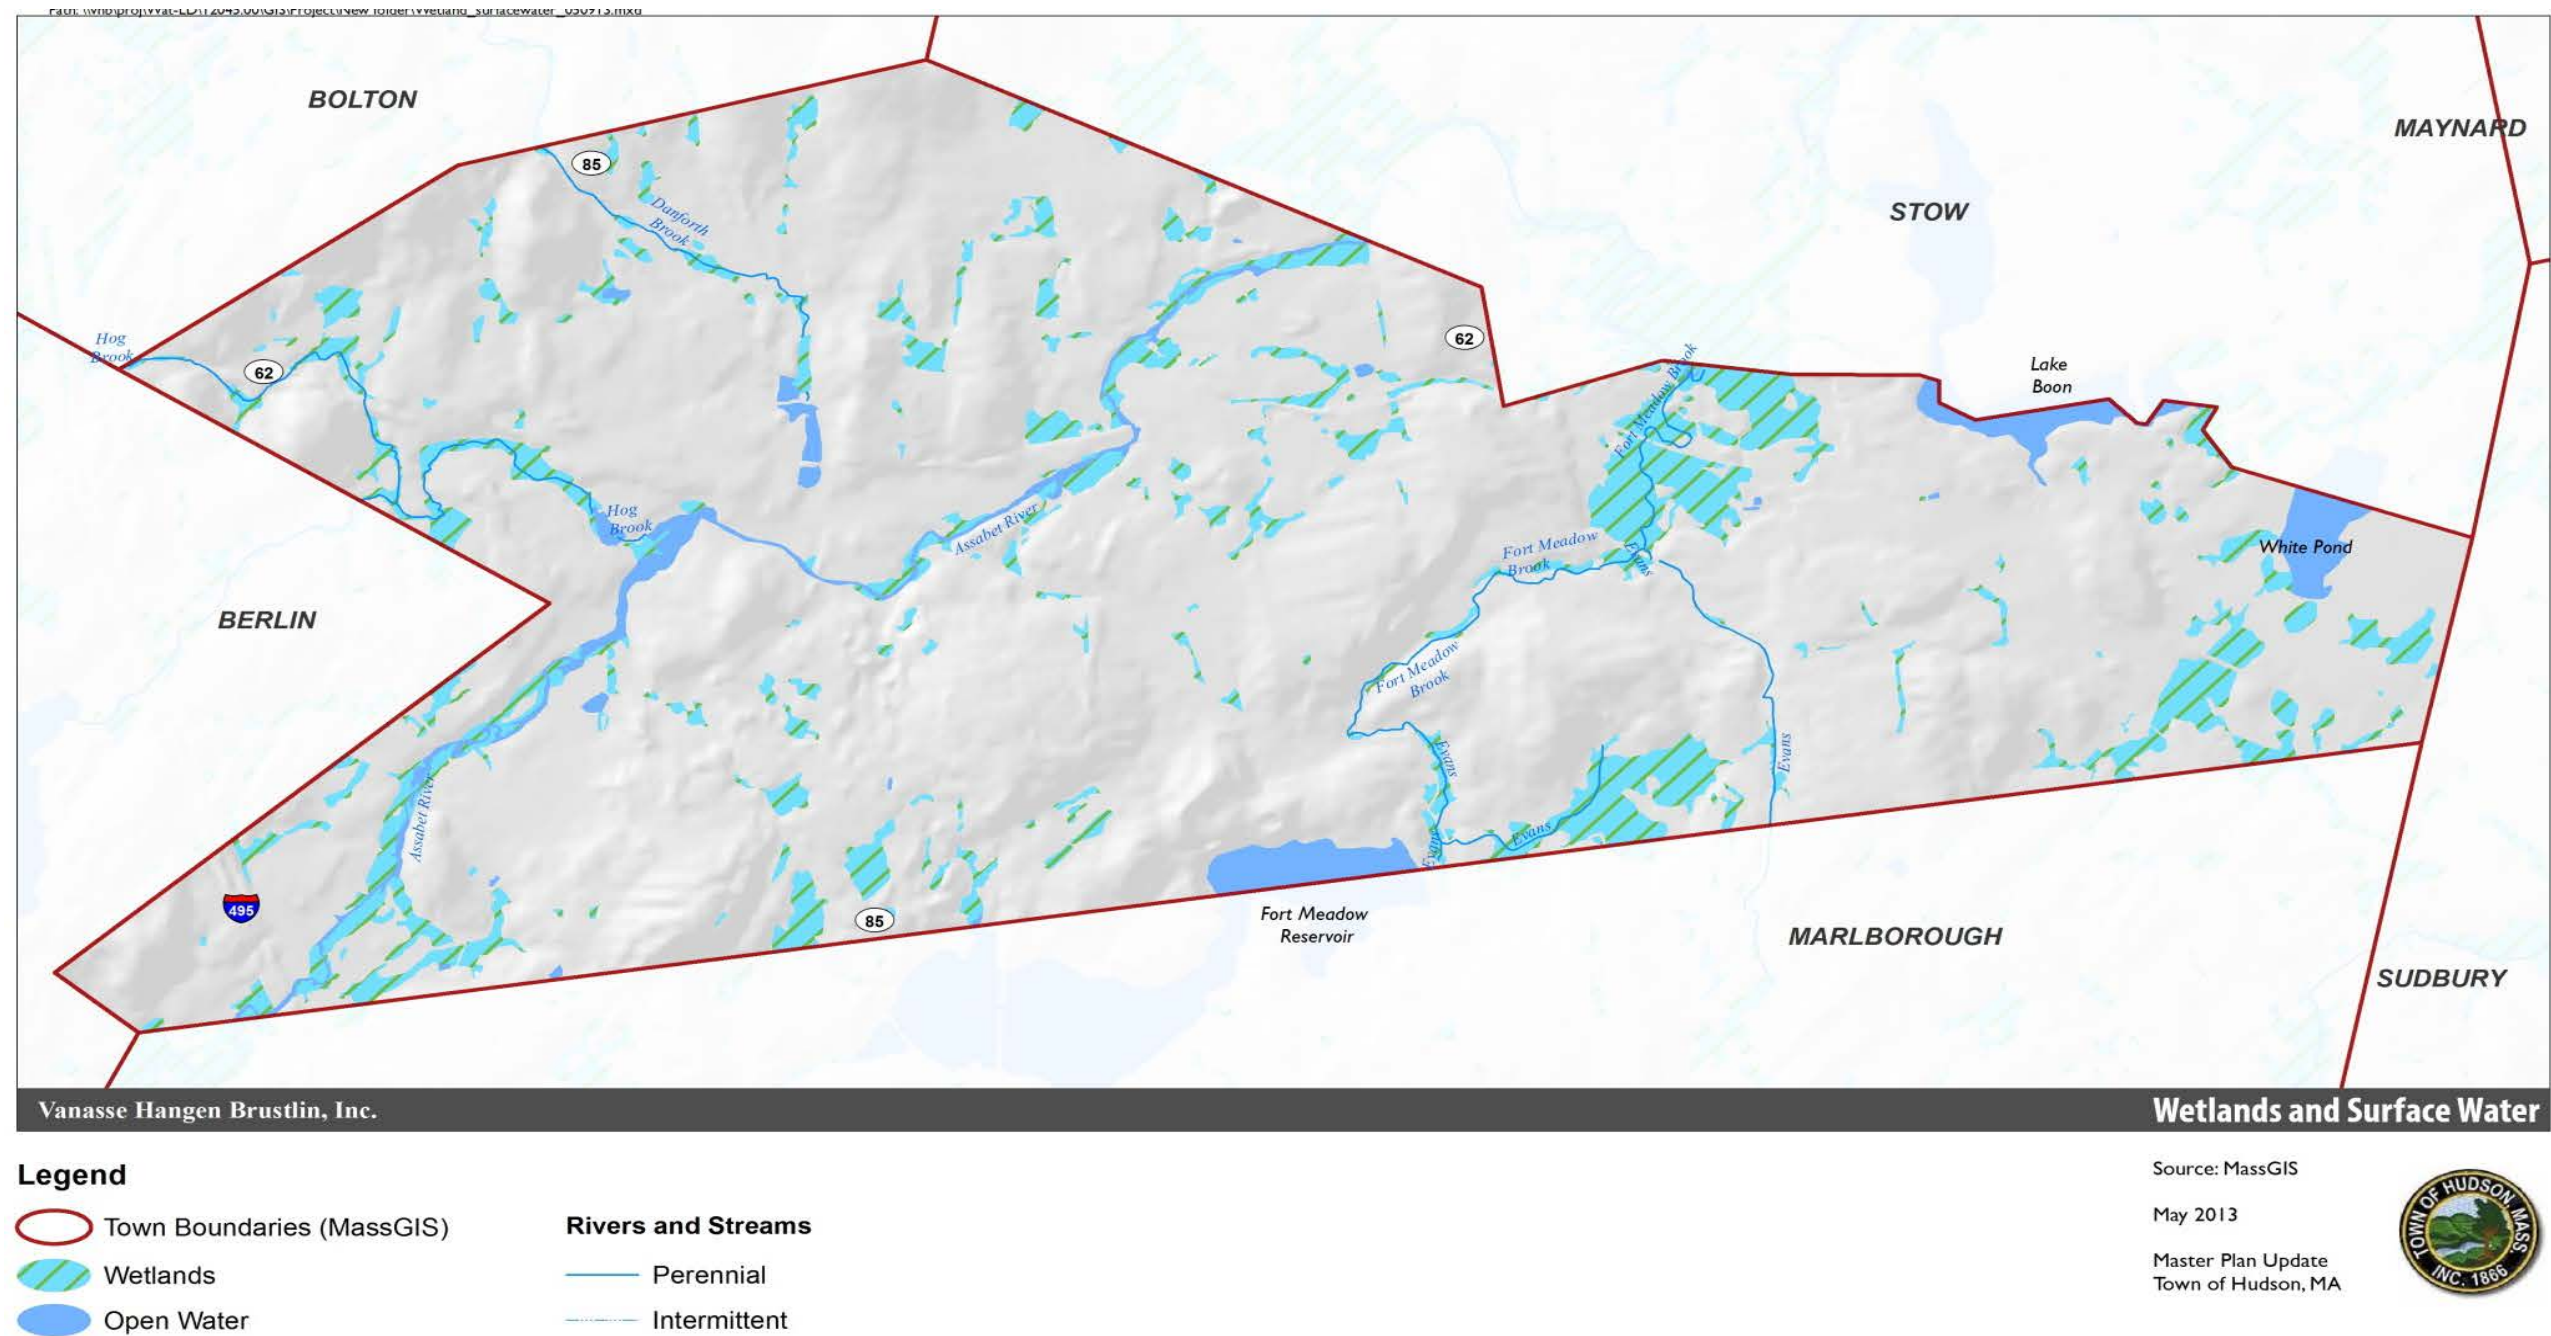 BOLTON
MAYNARD
85
STOW
Danforth
Brook
Hog
Brook
62
62
Lake
Boon
Fort Meadow Brook
Hog
Brook
Assabet River
Fort Meadow
Brook
Evans
White Pond
BERLIN
Fort Meadow
Brook
Evans
Evans
Assabet River
Evans
Evans
495
85
Fort Meadow
Reservoir
MARLBOROUGH
SUDBURY
Vanasse Hangen Brustlin, Inc.
Wetlands and Surface Water
Legend
Town Boundaries (MassGIS)
Wetlands
Open Water
Rivers and Streams
Perennial
Intermittent
Source: MassGIS
May 2013
Master Plan Update
Town of Hudson, MA
TOWN OF HUDSON, MASS.
INC. 1866